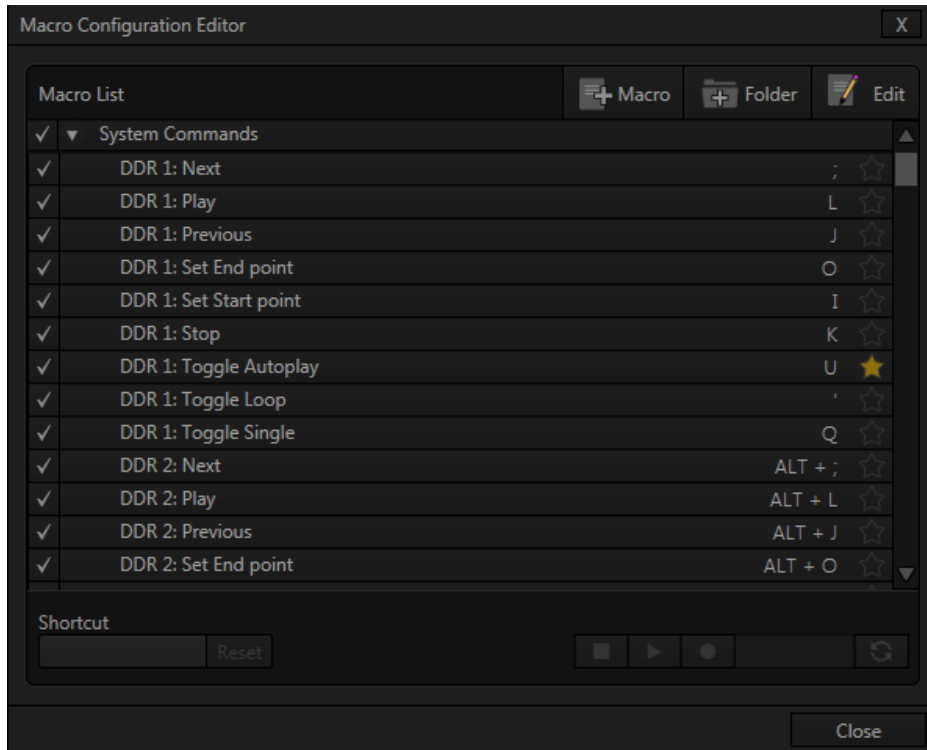 Macro Configuration Editor X
Macro List Macro Folder Edit
System Commands
DDR 1: Next ;
DDR 1: Play L
DDR 1: Previous J
DDR 1: Set End point O
DDR 1: Set Start point I
DDR 1: Stop K
DDR 1: Toggle Autoplay U
DDR 1: Toggle Loop '
DDR 1: Toggle Single Q
DDR 2: Next ALT + ;
DDR 2: Play ALT + L
DDR 2: Previous ALT + J
DDR 2: Set End point ALT + O
Shortcut
Reset
Close